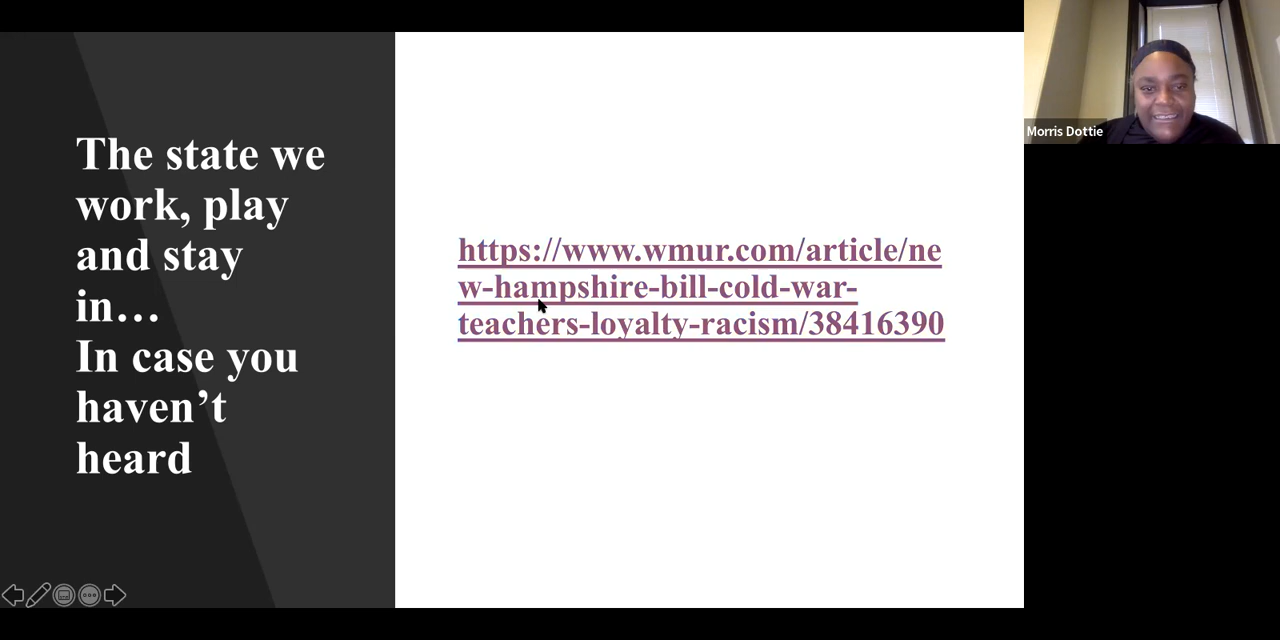 The state we
work, play
and stay
in…
In case you
haven’t
heard
https://www.wmur.com/article/ne
w-hampshire-bill-cold-war-
teachers-loyalty-racism/38416390
Morris Dottie